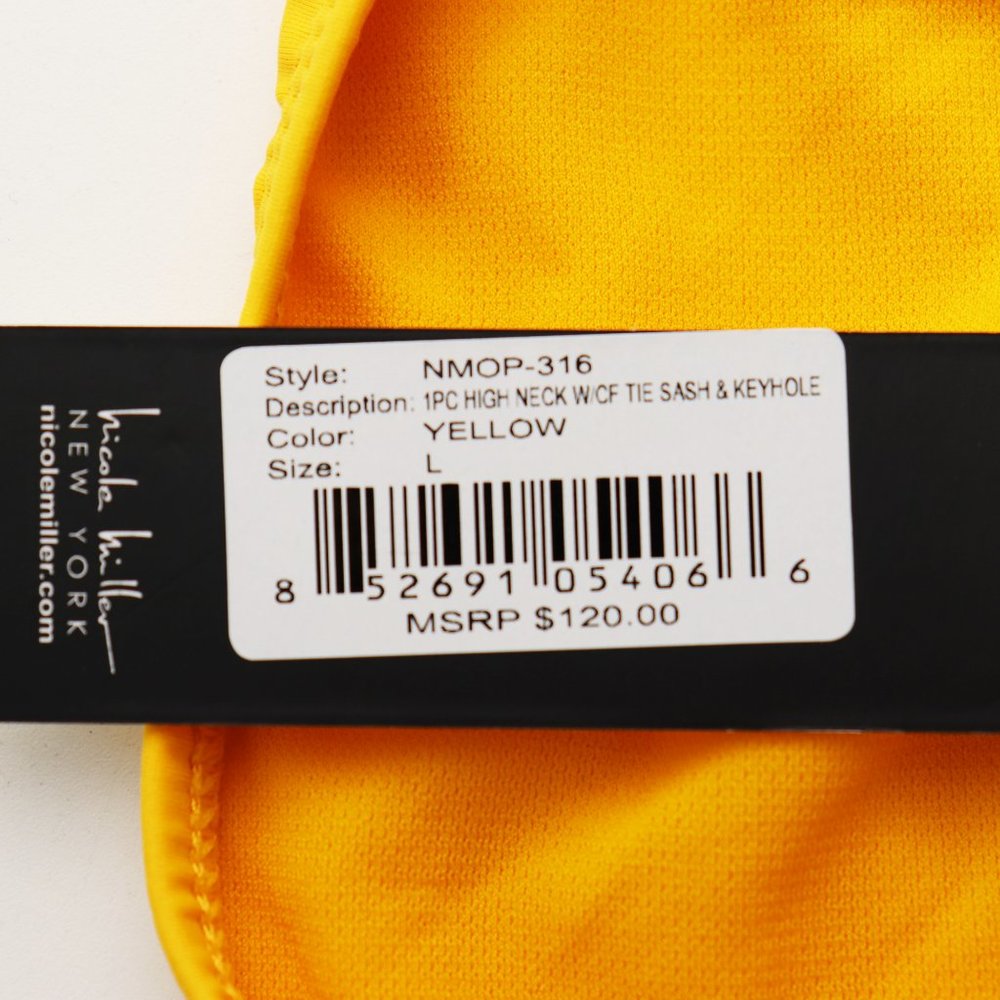 Style: NMOP-316
Description: 1PC HIGH NECK W/CF TIE SASH & KEYHOLE
Color: YELLOW
Size: L
8 52691 05406 6
MSRP $120.00
nicole miller
NEW YORK
nicolemiller.com